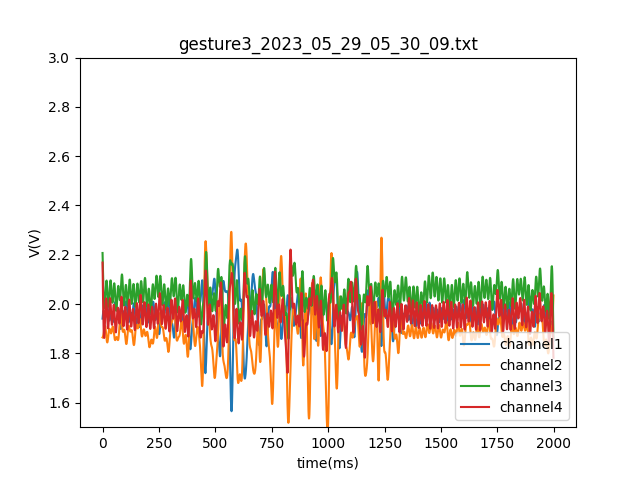 gesture3_2023_05_29_05_30_09.txt
V(V)
3.0
2.8
2.6
2.4
2.2
2.0
1.8
1.6
0 250 500 750 1000 1250 1500 1750 2000
time(ms)
channel1
channel2
channel3
channel4